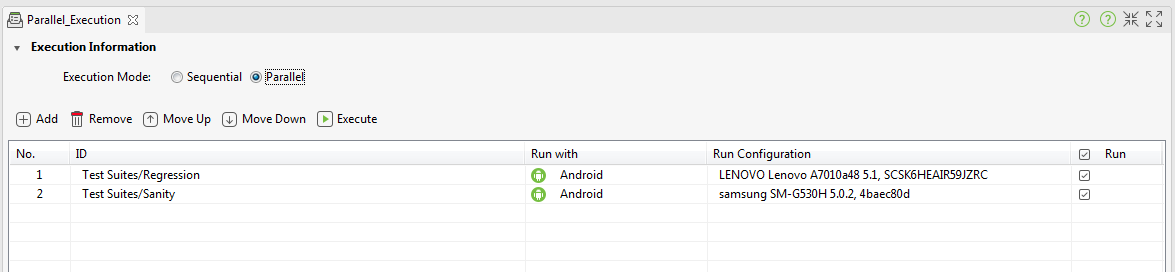 Parallel_Execution
Execution Information
Execution Mode: Sequential Parallel
Add Remove Move Up Move Down Execute
No. ID Run with Run Configuration Run
1 Test Suites/Regression Android LENOVO Lenovo A7010a48 5.1, SCSK6HEAIR59JZRC
2 Test Suites/Sanity Android samsung SM-G530H 5.0.2, 4baec80d